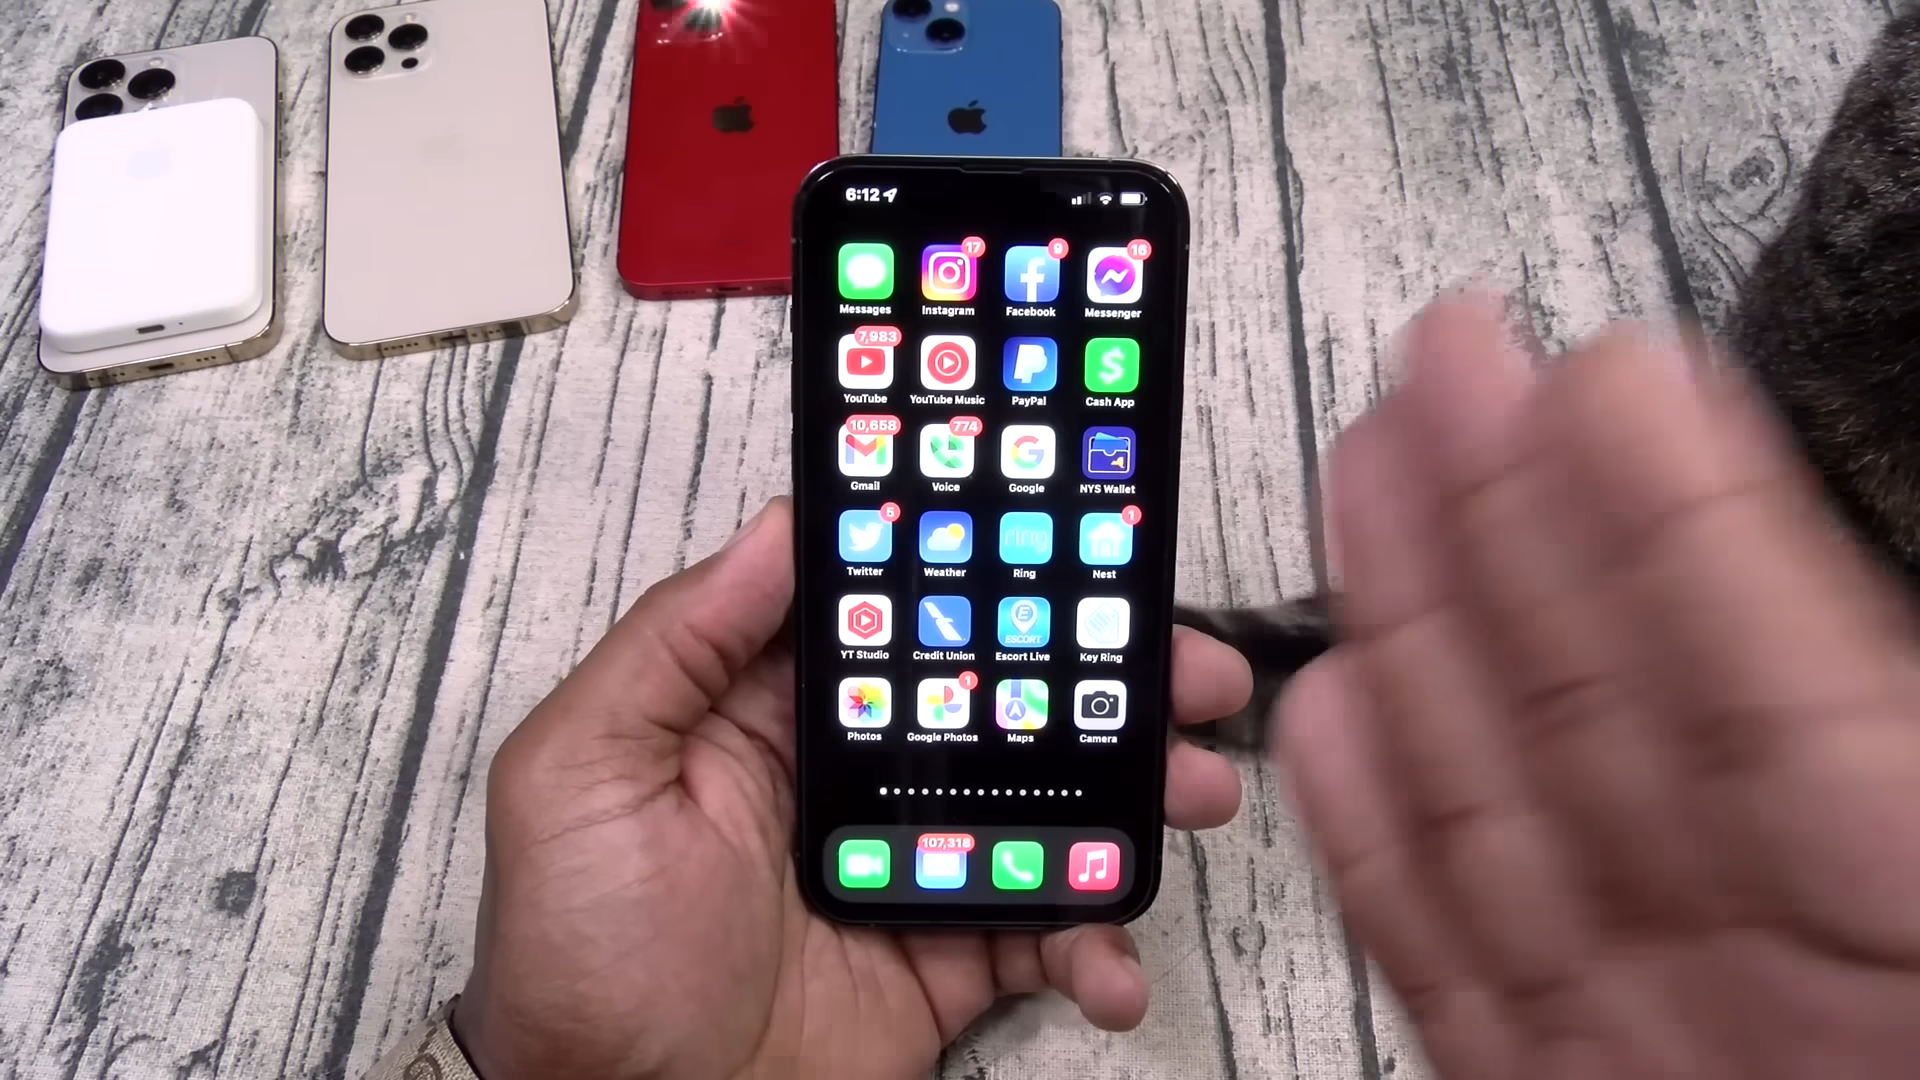 6:12
17 9 16
Messages Instagram Facebook Messenger
7,983
YouTube YouTube Music PayPal Cash App
10,658 774
Gmail Voice Google NYS Wallet
5 1
ring
Twitter Weather Ring Nest
E
ESCORT
YT Studio Credit Union Escort Live Key Ring
1
Photos Google Photos Maps Camera
107,318